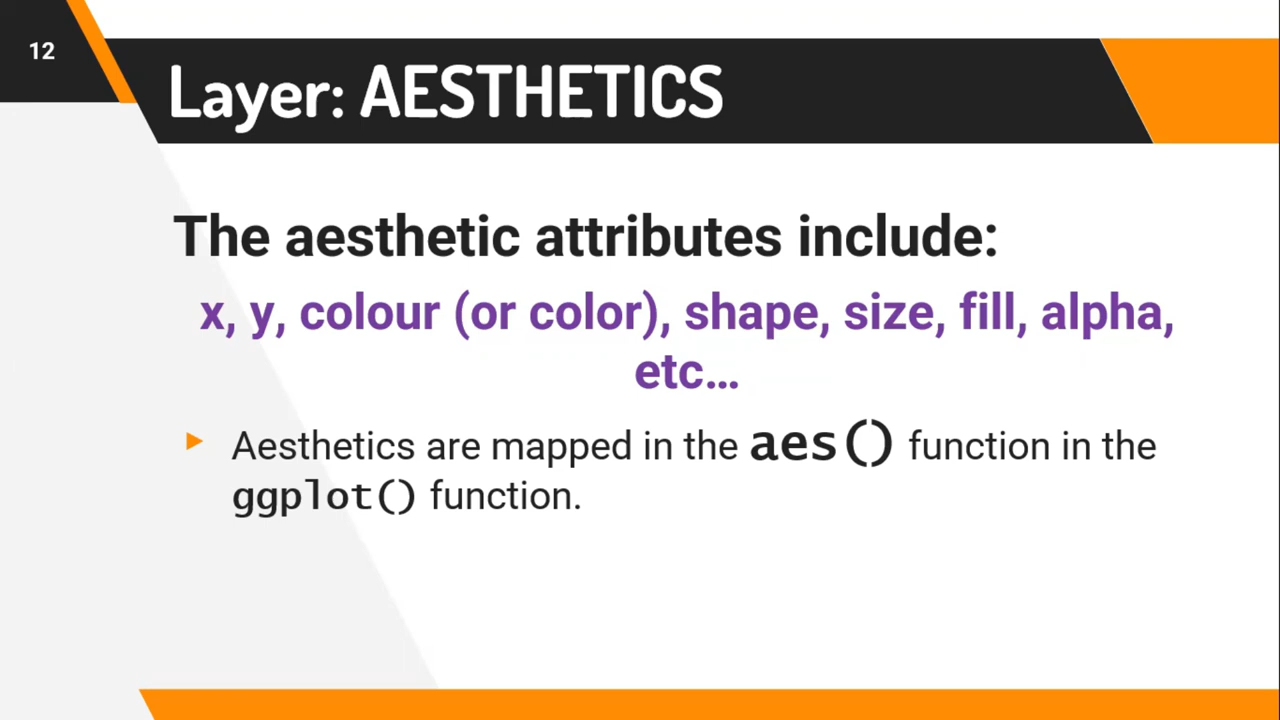 12
Layer: AESTHETICS
The aesthetic attributes include:
x, y, colour (or color), shape, size, fill, alpha,
etc...
Aesthetics are mapped in the aes() function in the
ggplot() function.